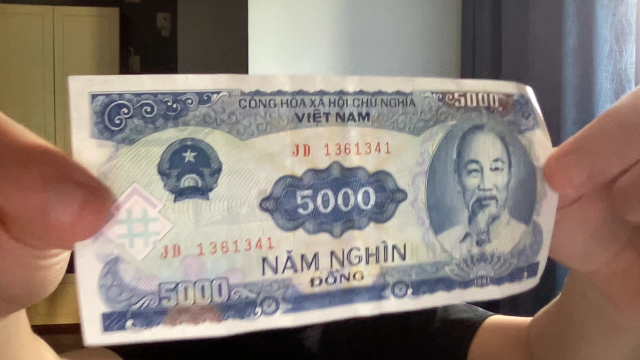 CỘNG HÒA XÃ HỘI CHỦ NGHĨA
VIỆT NAM
5000
JD 1361341
5000
JD 1361341
NĂM NGHÌN
ĐỒNG
5000